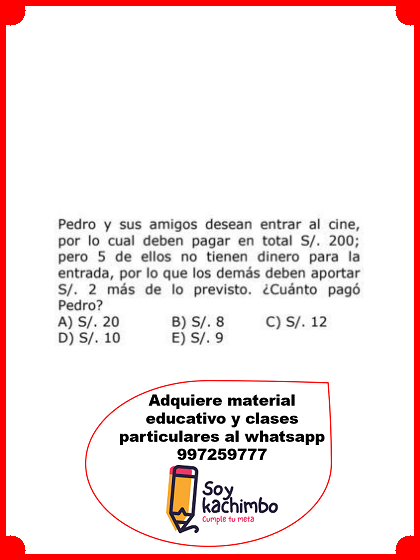 Pedro y sus amigos desean entrar al cine,
por lo cual deben pagar en total S/. 200;
pero 5 de ellos no tienen dinero para la
entrada, por lo que los demás deben aportar
S/. 2 más de lo previsto. ¿Cuánto pagó
Pedro?
A) S/. 20 B) S/. 8 C) S/. 12
D) S/. 10 E) S/. 9
Adquiere material
educativo y clases
particulares al whatsapp
997259777
Soy
kachimbo
Cumple tu meta